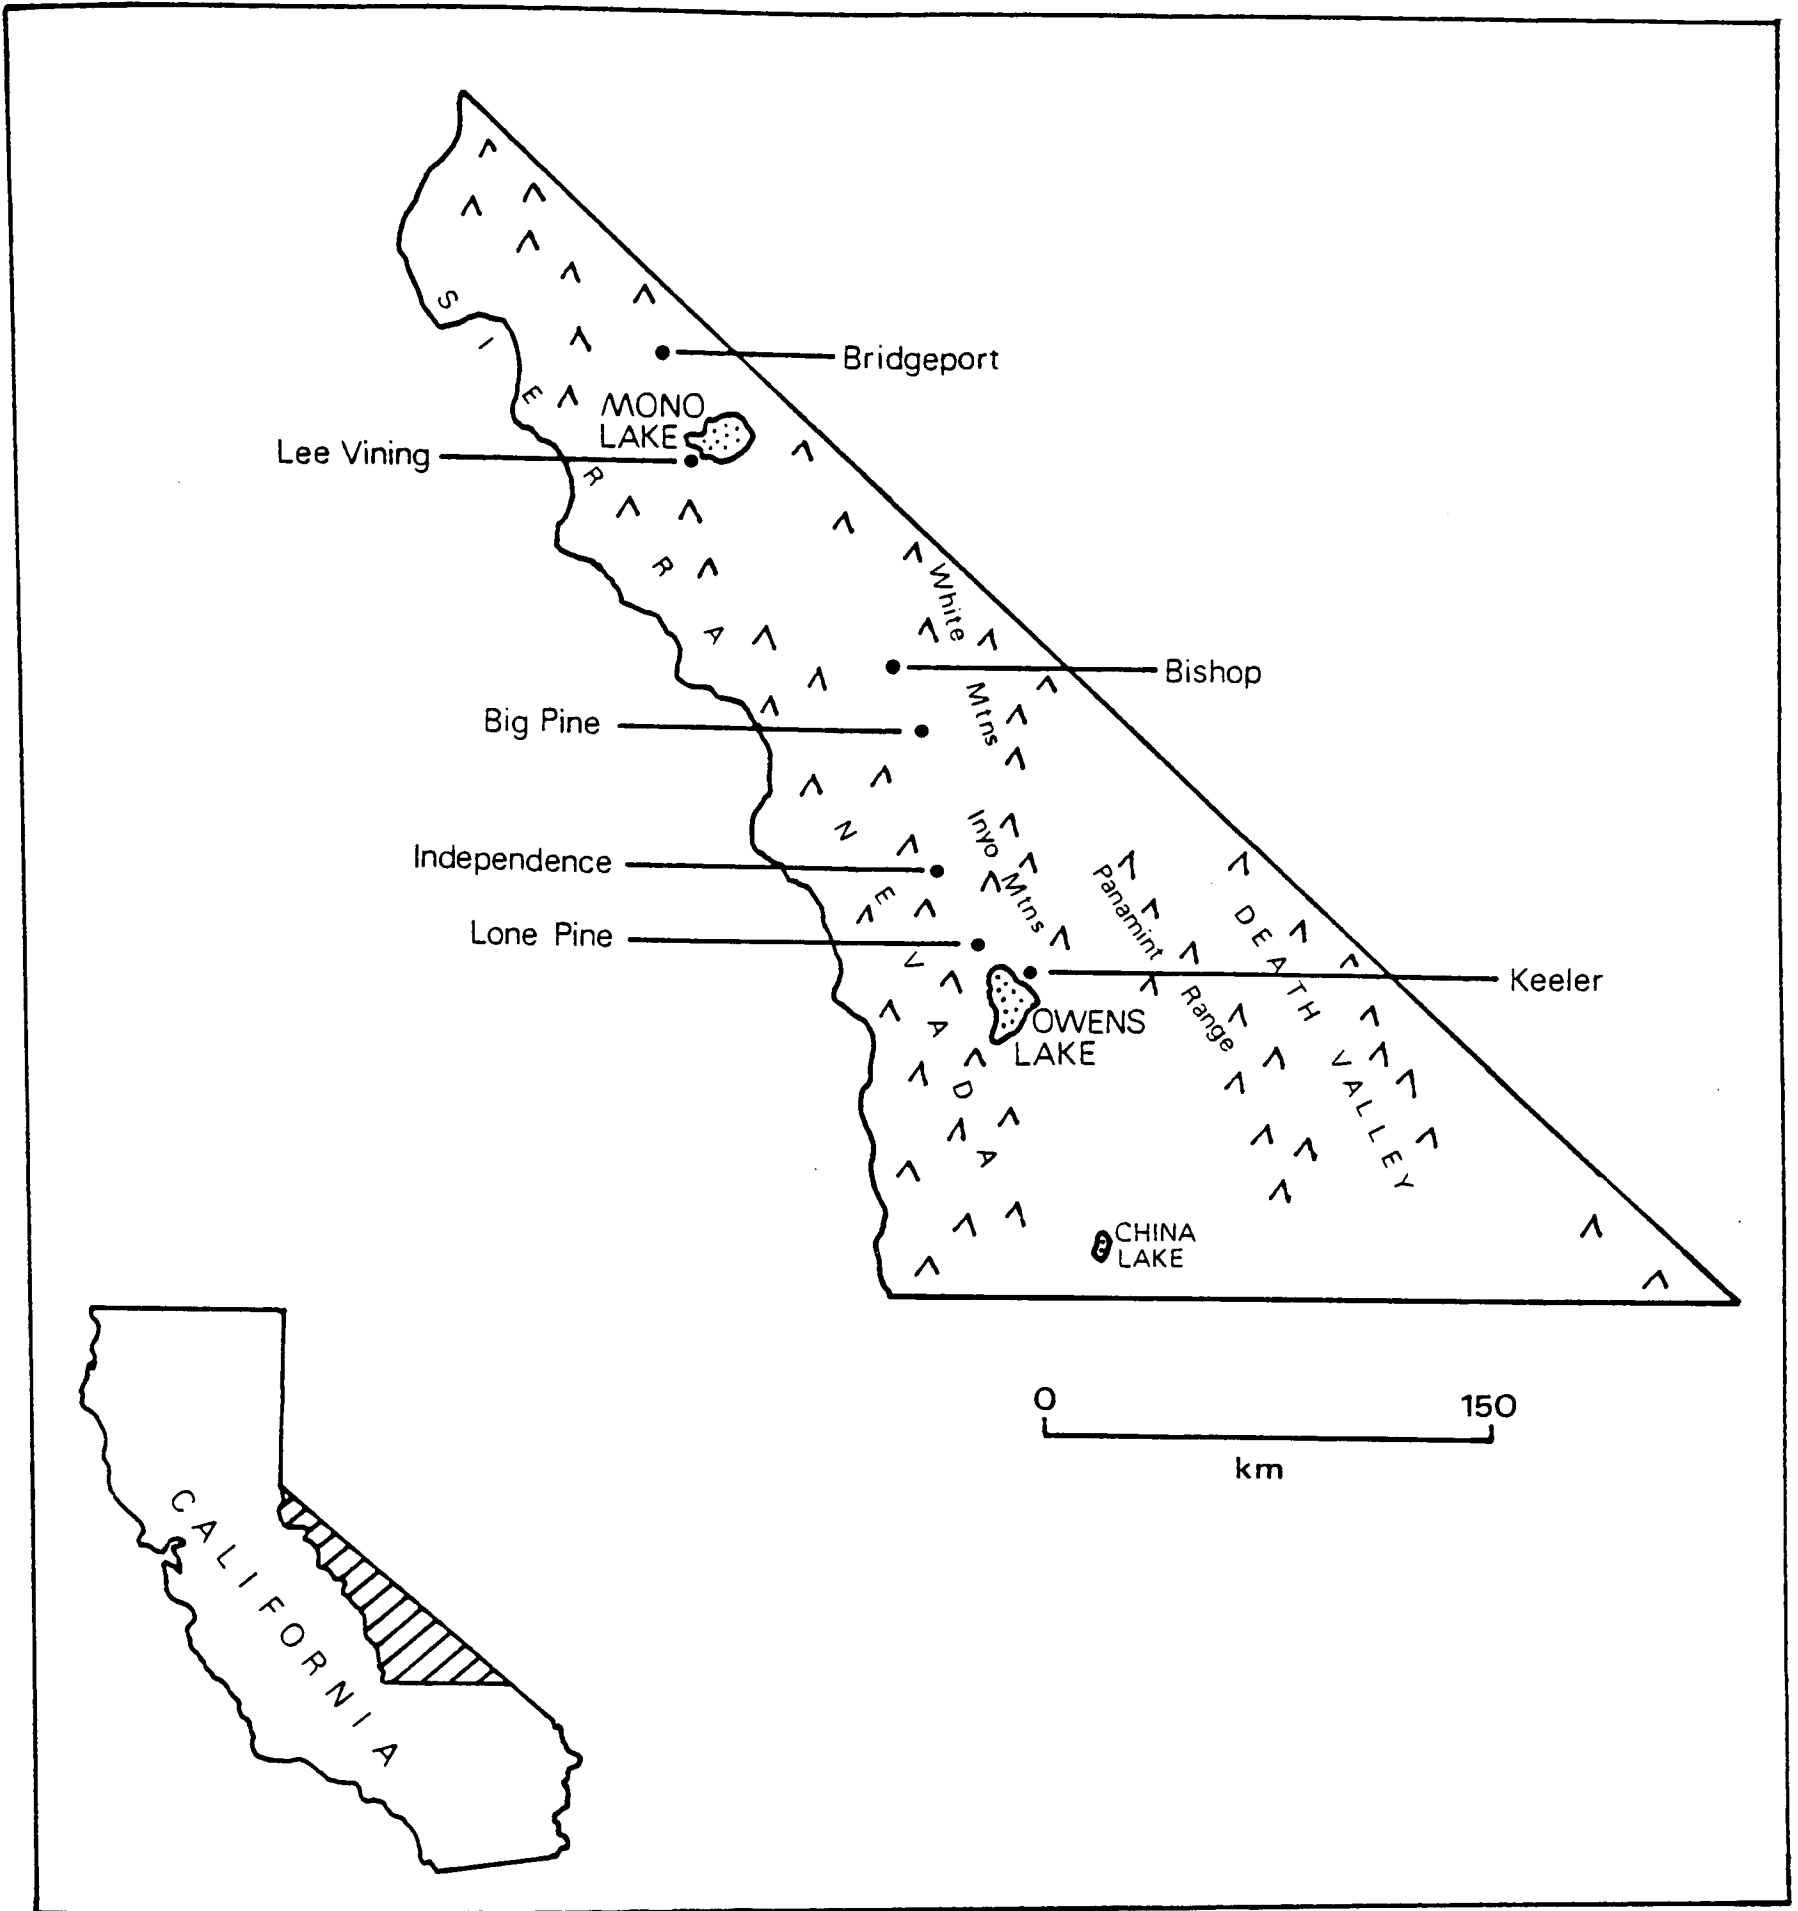 Bridgeport
MONO
LAKE
Lee Vining
SIERRA NEVADA
White Mtns
Bishop
Big Pine
Inyo Mtns
Independence
Panamint Range
DEATH VALLEY
Lone Pine
Keeler
OWENS
LAKE
CHINA
LAKE
0 150
km
CALIFORNIA